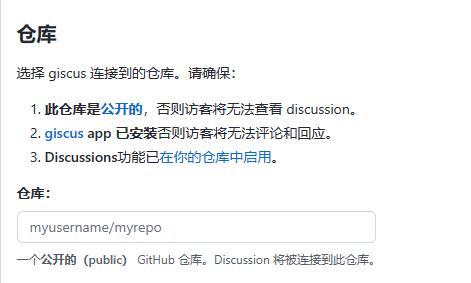 仓库
选择 giscus 连接到的仓库。请确保：
1. 此仓库是公开的，否则访客将无法查看 discussion。
2. giscus app 已安装否则访客将无法评论和回应。
3. Discussions功能已在你的仓库中启用。
仓库：
myusername/myrepo
一个公开的（public） GitHub 仓库。Discussion 将被连接到此仓库。